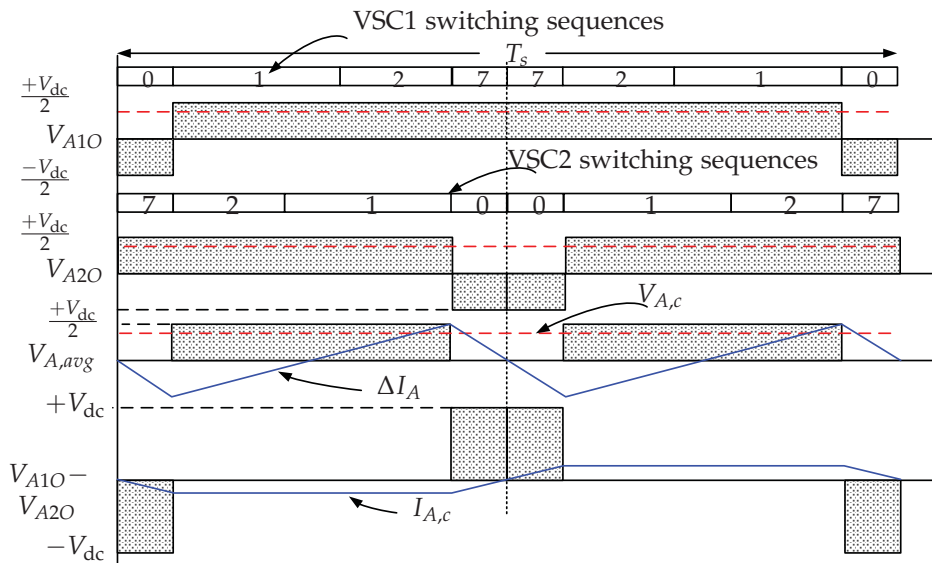 VSC1 switching sequences
T_s
0 1 2 7 7 2 1 0
+V_dc/2
V_A1O
−V_dc/2
VSC2 switching sequences
7 2 1 0 0 1 2 7
+V_dc/2
V_A2O
V_A,c
+V_dc/2
V_A,avg
ΔI_A
+V_dc
V_A1O −
V_A2O
I_A,c
−V_dc